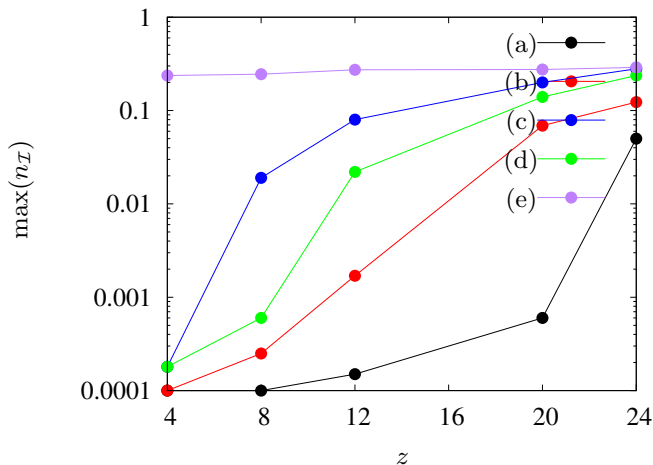 1
0.1
0.01
0.001
0.0001
4 8 12 16 20 24
max(n_ℐ)
z
(a)
(b)
(c)
(d)
(e)